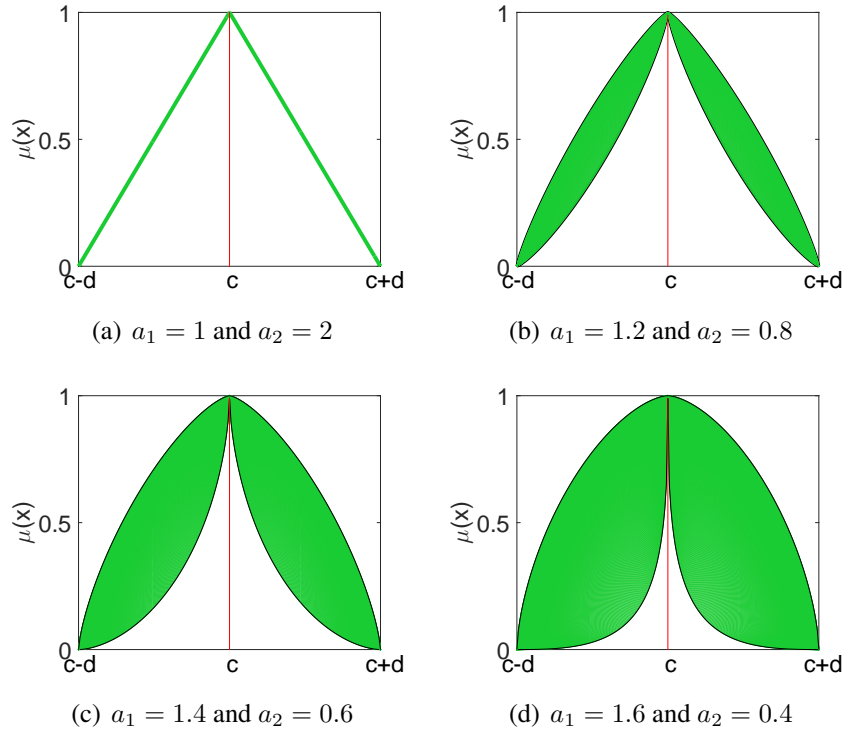 1
0.5
μ(x)
0
c-d c c+d
(a) a₁ = 1 and a₂ = 2
1
0.5
μ(x)
0
c-d c c+d
(b) a₁ = 1.2 and a₂ = 0.8
1
0.5
μ(x)
0
c-d c c+d
(c) a₁ = 1.4 and a₂ = 0.6
1
0.5
μ(x)
0
c-d c c+d
(d) a₁ = 1.6 and a₂ = 0.4